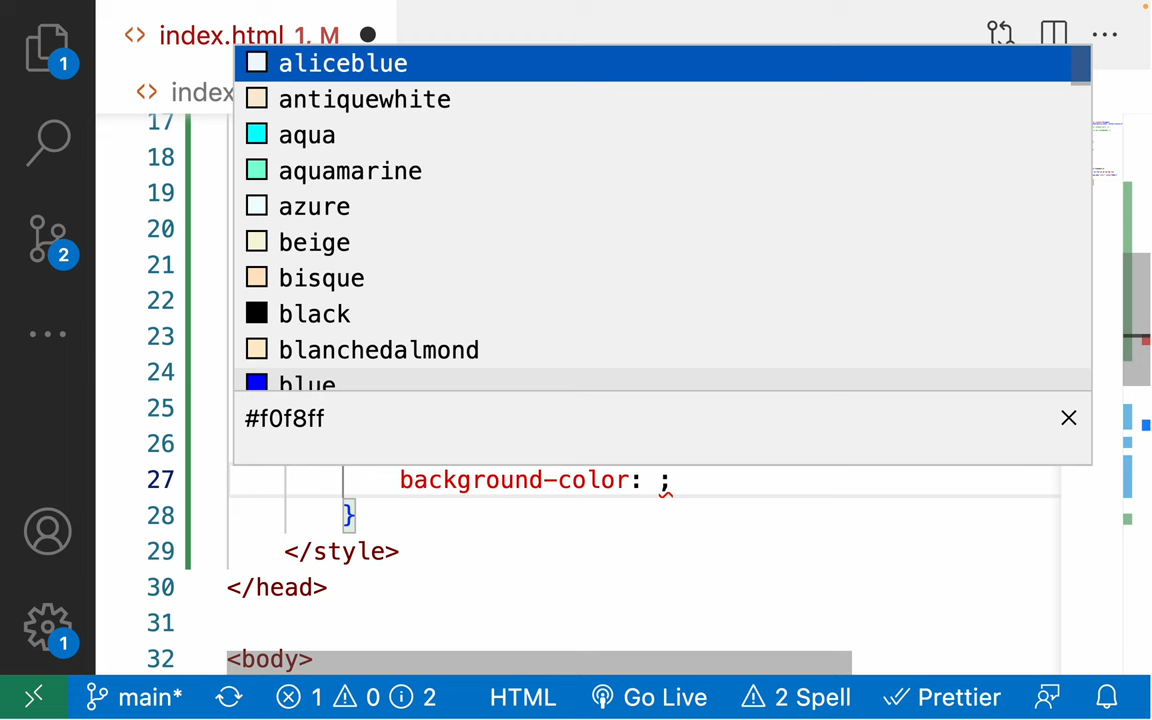 index.html 1, M
1
index
aliceblue
17
antiquewhite
aqua
18
aquamarine
19
azure
20
beige
2
21
bisque
22
black
23
blanchedalmond
24
blue
25
#f0f8ff
26
27 background-color: ;
28 }
29 </style>
30 </head>
31
1
32 <body>
main* 1 0 2 HTML Go Live 2 Spell Prettier